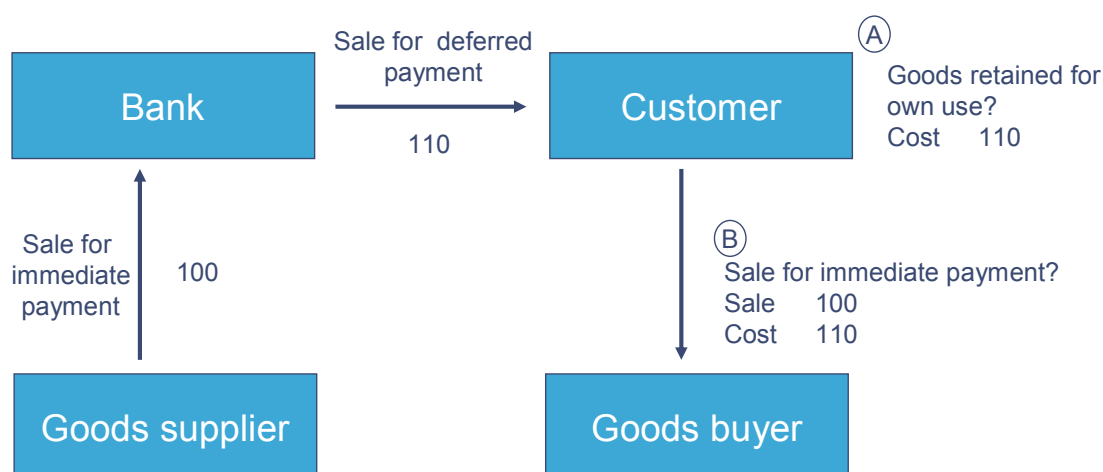 Sale for deferred
payment
Bank
Customer
110
A
Goods retained for
own use?
Cost 110
Sale for
immediate
payment
100
B
Sale for immediate payment?
Sale 100
Cost 110
Goods supplier
Goods buyer